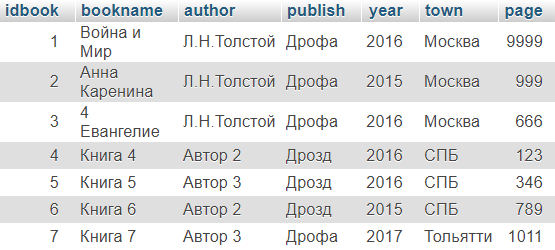 idbook bookname author publish year town page
1 Война и Мир Л.Н.Толстой Дрофа 2016 Москва 9999
2 Анна Каренина Л.Н.Толстой Дрофа 2015 Москва 999
3 4 Евангелие Л.Н.Толстой Дрофа 2016 Москва 666
4 Книга 4 Автор 2 Дрозд 2016 СПБ 123
5 Книга 5 Автор 3 Дрозд 2016 СПБ 346
6 Книга 6 Автор 2 Дрозд 2015 СПБ 789
7 Книга 7 Автор 3 Дрофа 2017 Тольятти 1011